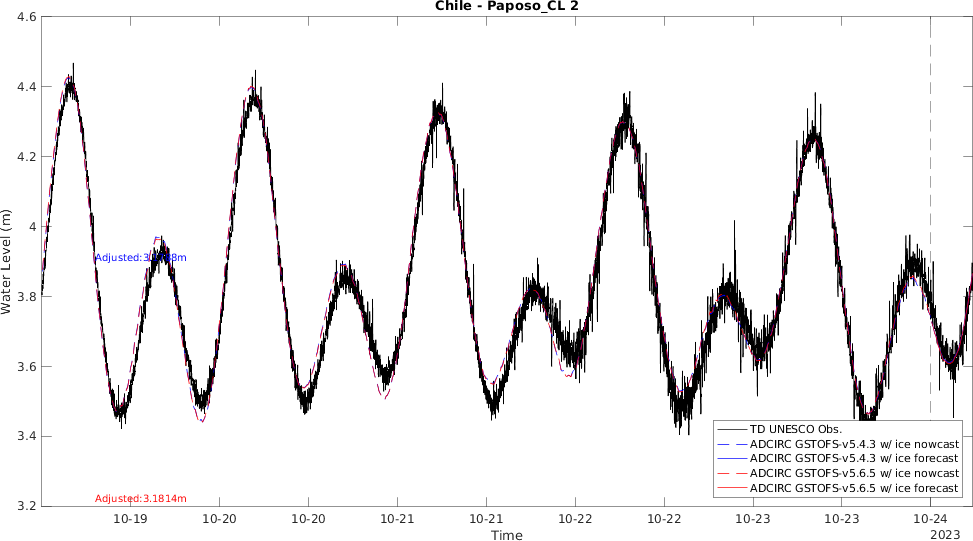 Chile - Paposo_CL 2
4.6
4.4
4.2
4
3.8
3.6
3.4
3.2
Water Level (m)
Adjusted:3.1814m
TD UNESCO Obs.
ADCIRC GSTOFS-v5.4.3 w/ ice nowcast
ADCIRC GSTOFS-v5.4.3 w/ ice forecast
ADCIRC GSTOFS-v5.6.5 w/ ice nowcast
ADCIRC GSTOFS-v5.6.5 w/ ice forecast
10-19 10-20 10-20 10-21 10-21 10-22 10-22 10-23 10-23 10-24
Time
2023